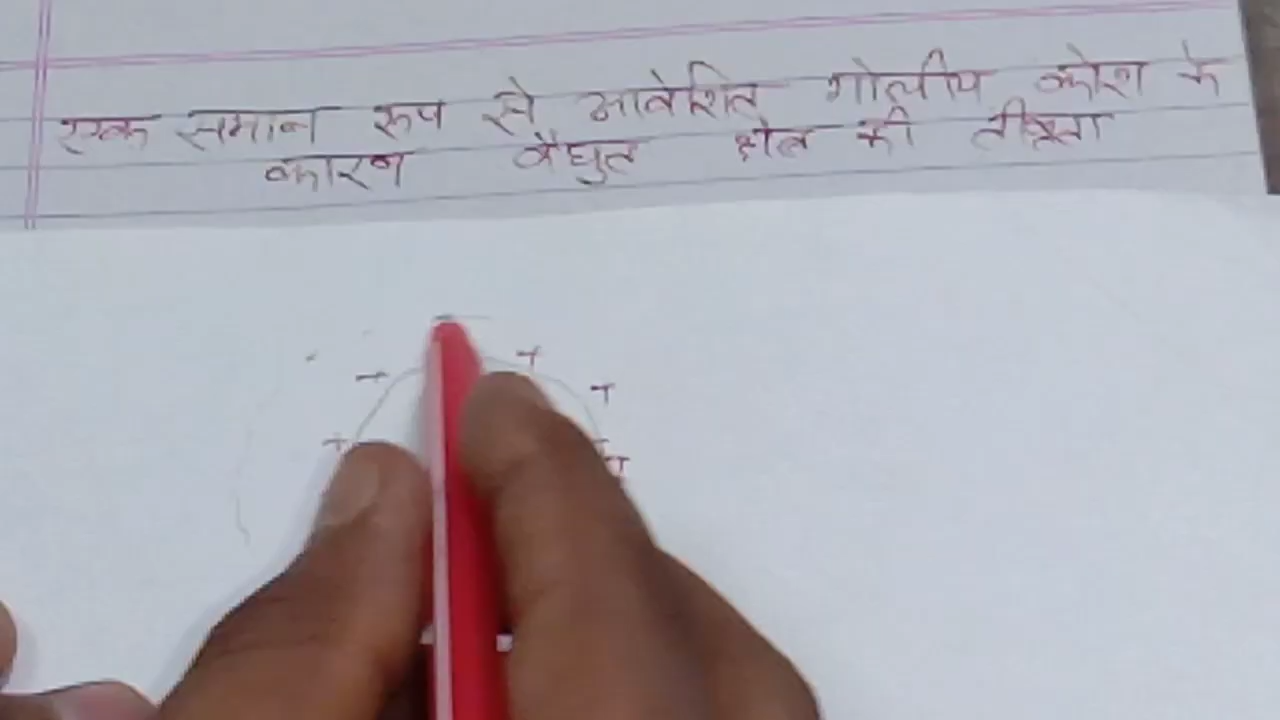 एक समान रूप से आवेशित गोलीय कोश के
कारण वैद्युत क्षेत्र की तीव्रता